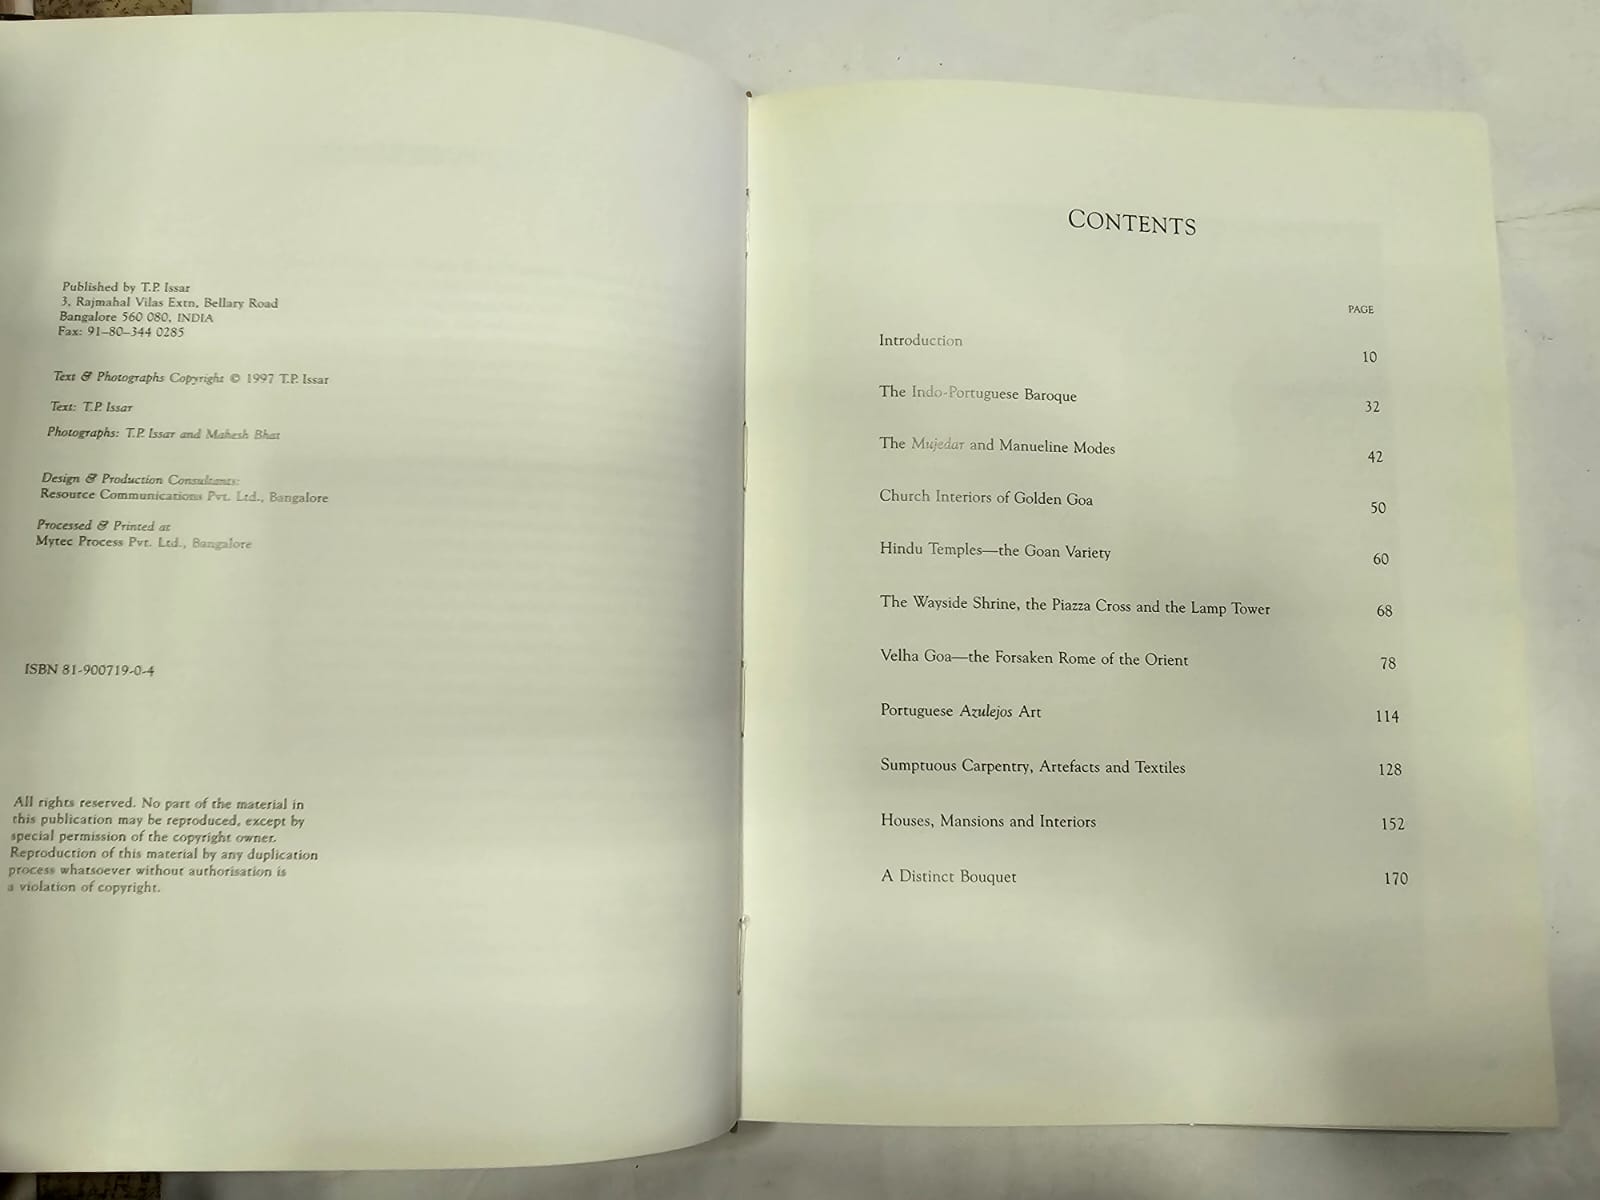 Published by T.P. Issar
3, Rajmahal Vilas Extn, Bellary Road
Bangalore 560 080, INDIA
Fax: 91–80–344 0285
Text & Photographs Copyright © 1997 T.P. Issar
Text: T.P. Issar
Photographs: T.P. Issar and Mahesh Bhat
Design & Production Consultants:
Resource Communications Pvt. Ltd., Bangalore
Processed & Printed at
Mytec Process Pvt. Ltd., Bangalore
ISBN 81-900719-0-4
All rights reserved. No part of the material in
this publication may be reproduced, except by
special permission of the copyright owner.
Reproduction of this material by any duplication
process whatsoever without authorisation is
a violation of copyright.
CONTENTS
PAGE
Introduction 10
The Indo-Portuguese Baroque 32
The Mujedar and Manueline Modes 42
Church Interiors of Golden Goa 50
Hindu Temples—the Goan Variety 60
The Wayside Shrine, the Piazza Cross and the Lamp Tower 68
Velha Goa—the Forsaken Rome of the Orient 78
Portuguese Azulejos Art 114
Sumptuous Carpentry, Artefacts and Textiles 128
Houses, Mansions and Interiors 152
A Distinct Bouquet 170